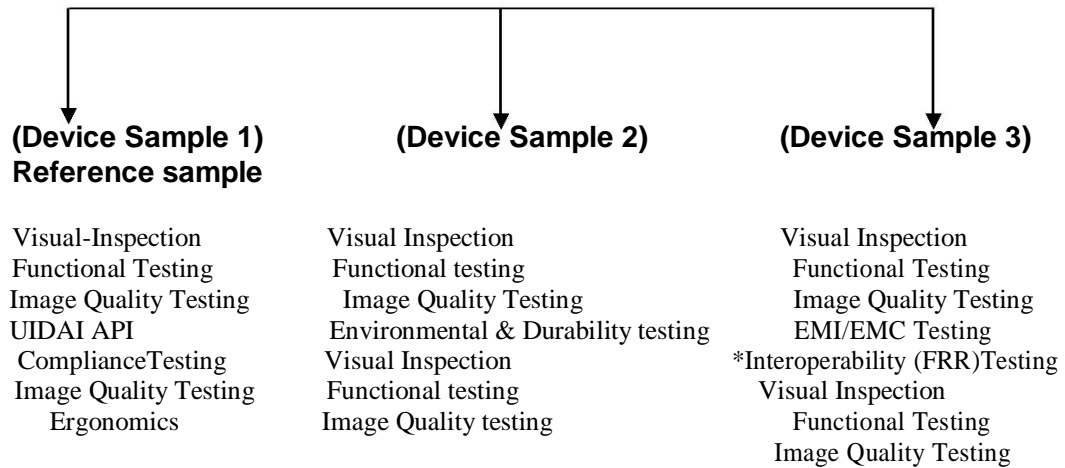 (Device Sample 1)
Reference sample
Visual-Inspection
Functional Testing
Image Quality Testing
UIDAI API
ComplianceTesting
Image Quality Testing
Ergonomics
(Device Sample 2)
Visual Inspection
Functional testing
Image Quality Testing
Environmental & Durability testing
Visual Inspection
Functional testing
Image Quality testing
(Device Sample 3)
Visual Inspection
Functional Testing
Image Quality Testing
EMI/EMC Testing
*Interoperability (FRR)Testing
Visual Inspection
Functional Testing
Image Quality Testing